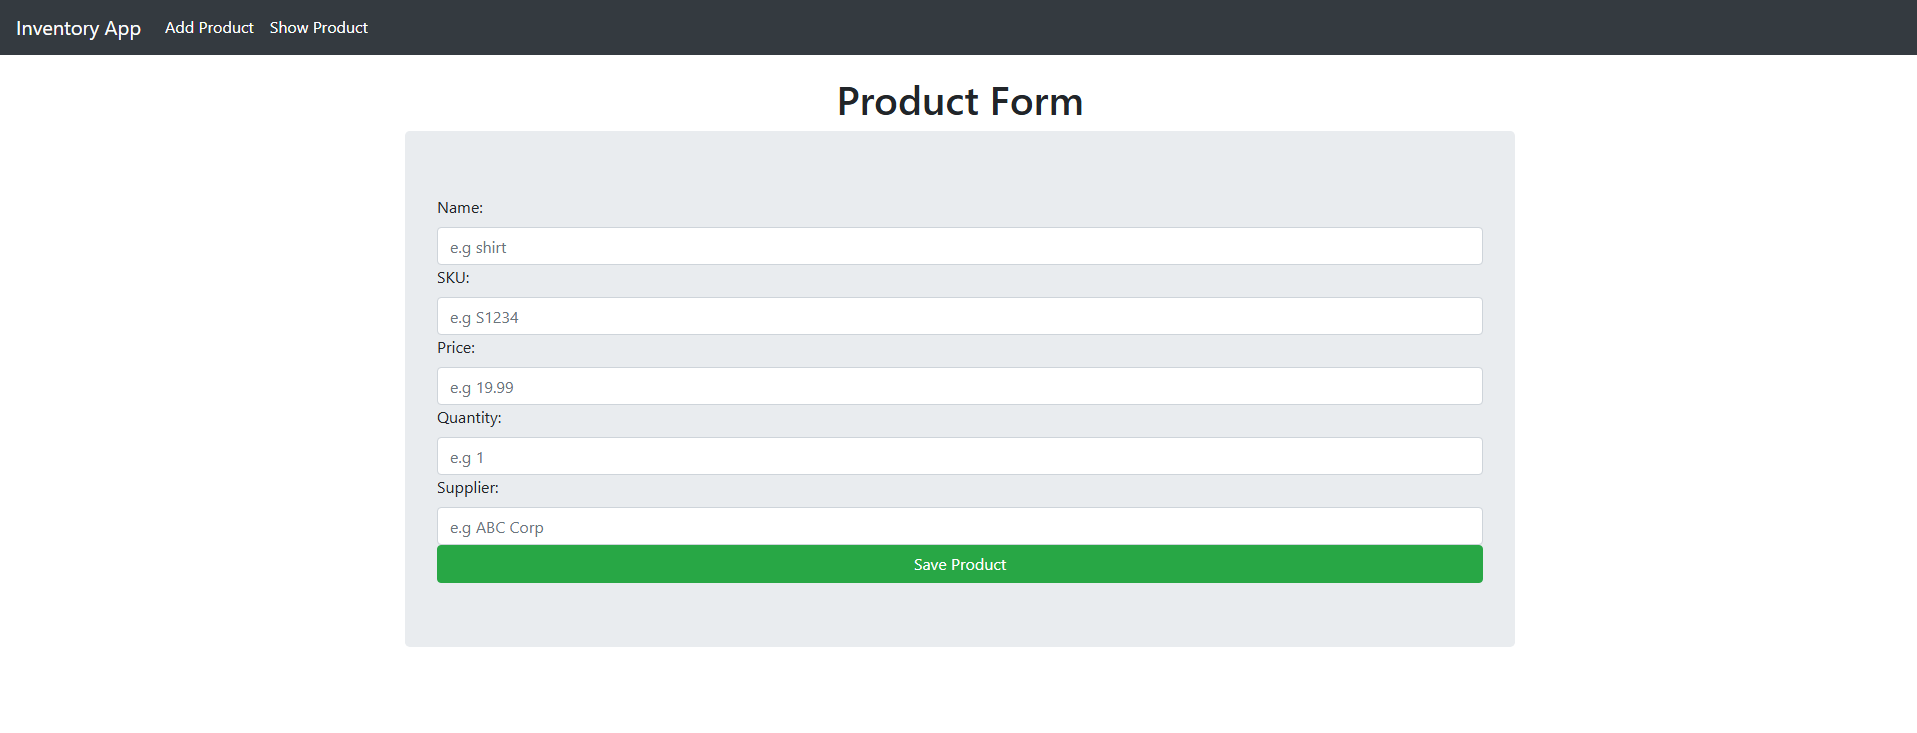 Inventory App Add Product Show Product
Product Form
Name:
e.g shirt
SKU:
e.g S1234
Price:
e.g 19.99
Quantity:
e.g 1
Supplier:
e.g ABC Corp
Save Product